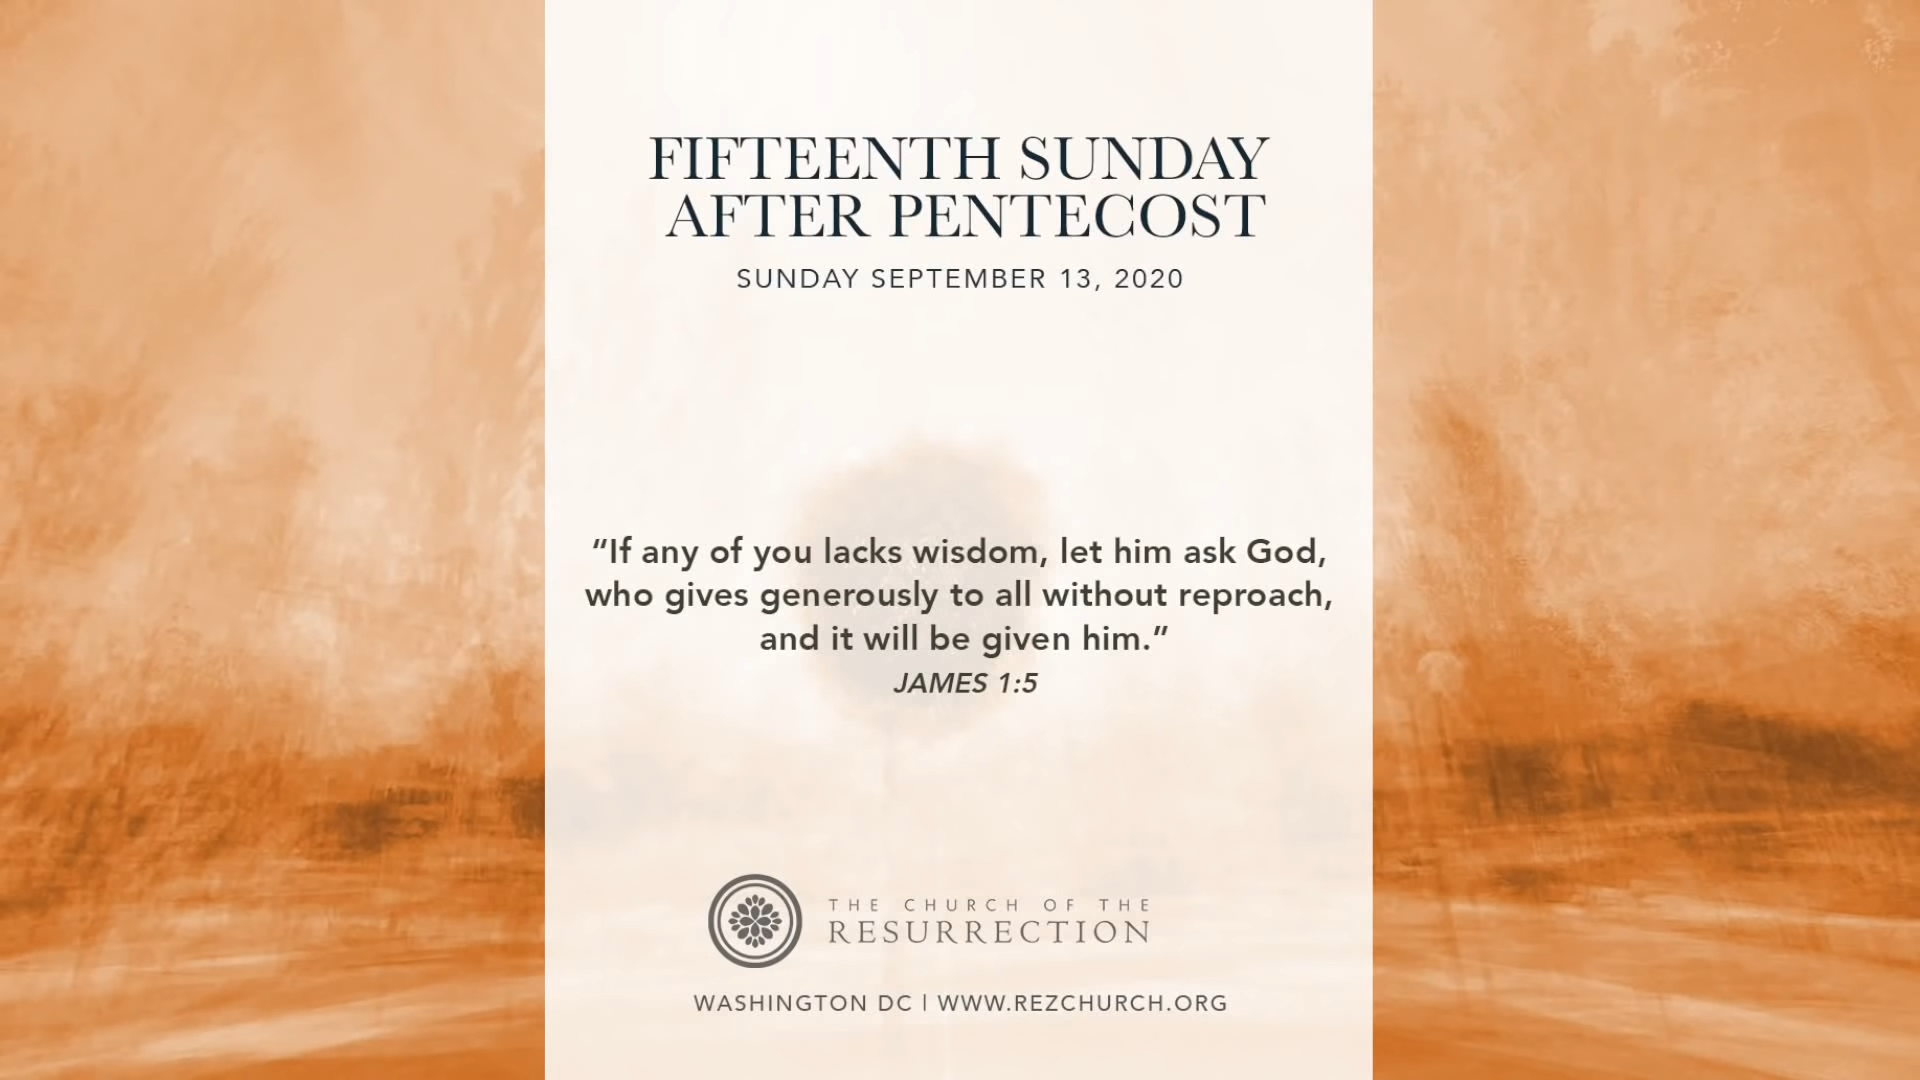 FIFTEENTH SUNDAY
AFTER PENTECOST
SUNDAY SEPTEMBER 13, 2020
“If any of you lacks wisdom, let him ask God,
who gives generously to all without reproach,
and it will be given him.”
JAMES 1:5
THE CHURCH OF THE
RESURRECTION
WASHINGTON DC | WWW.REZCHURCH.ORG